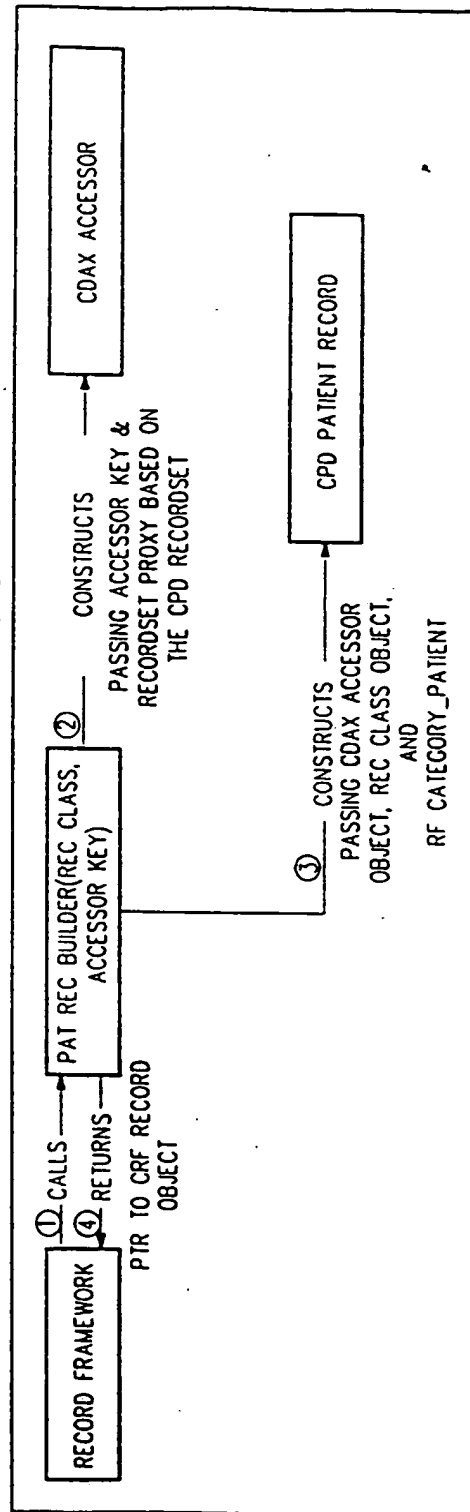 RECORD FRAMEWORK
① CALLS
④ RETURNS
PTR TO CRF RECORD
OBJECT
PAT REC BUILDER(REC CLASS,
ACCESSOR KEY)
② CONSTRUCTS
PASSING ACCESSOR KEY &
RECORDSET PROXY BASED ON
THE CPD RECORDSET
CDAX ACCESSOR
③ CONSTRUCTS
PASSING CDAX ACCESSOR
OBJECT, REC CLASS OBJECT,
AND
RF CATEGORY_PATIENT
CPD PATIENT RECORD